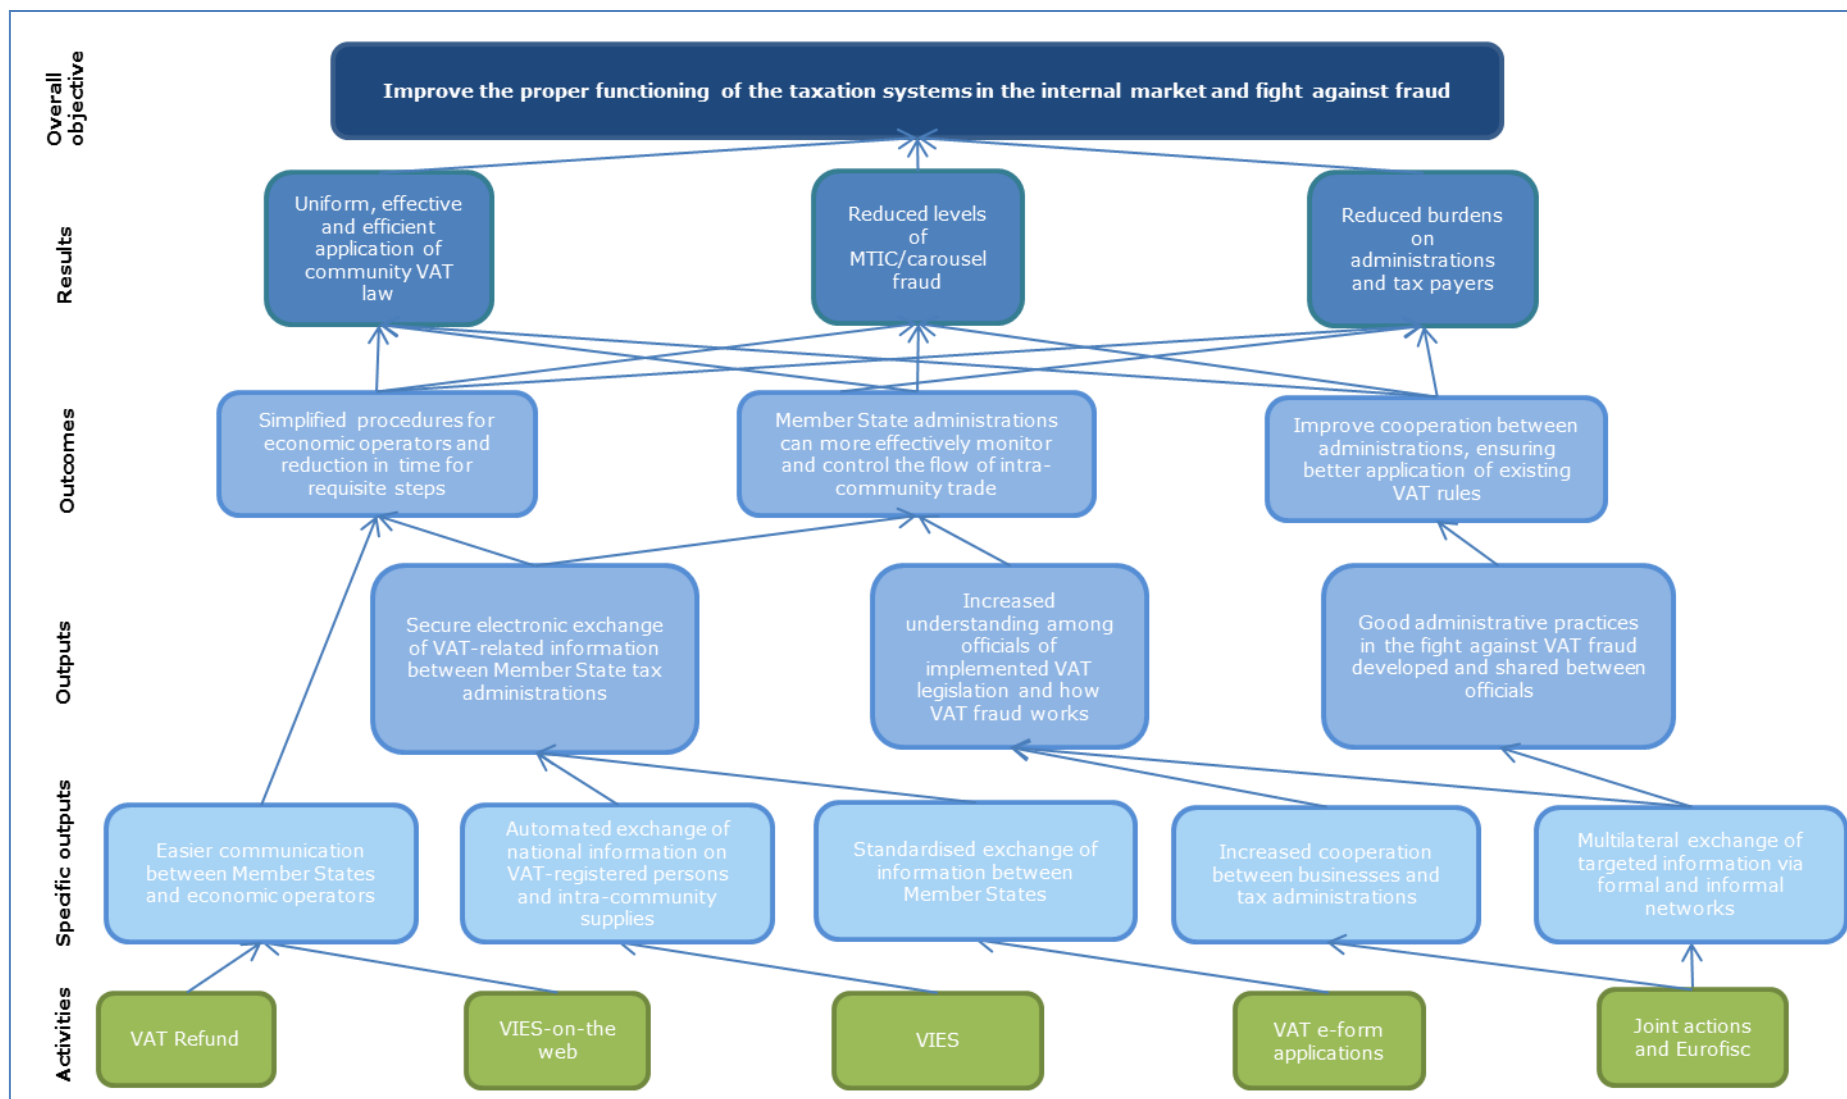 Overall
objective
Improve the proper functioning of the taxation systems in the internal market and fight against fraud
Results
Uniform, effective
and efficient
application of
community VAT
law
Reduced levels
of
MTIC/carousel
fraud
Reduced burdens
on
administrations
and tax payers
Outcomes
Simplified procedures for
economic operators and
reduction in time for
requisite steps
Member State administrations
can more effectively monitor
and control the flow of intra-
community trade
Improve cooperation between
administrations, ensuring
better application of existing
VAT rules
Outputs
Secure electronic exchange
of VAT-related information
between Member State tax
administrations
Increased
understanding among
officials of
implemented VAT
legislation and how
VAT fraud works
Good administrative practices
in the fight against VAT fraud
developed and shared between
officials
Specific outputs
Easier communication
between Member States
and economic operators
Automated exchange of
national information on
VAT-registered persons
and intra-community
supplies
Standardised exchange of
information between
Member States
Increased cooperation
between businesses and
tax administrations
Multilateral exchange of
targeted information via
formal and informal
networks
Activities
VAT Refund
VIES-on-the
web
VIES
VAT e-form
applications
Joint actions
and Eurofisc